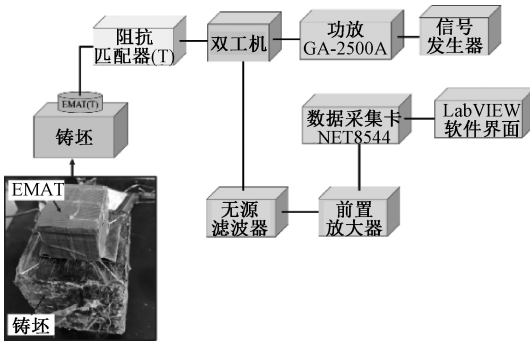 阻抗
匹配器(T)
双工机
功放
GA-2500A
信号
发生器
EMAT(T)
铸坯
数据采集卡
NET8544
LabVIEW
软件界面
EMAT
无源
滤波器
前置
放大器
铸坯